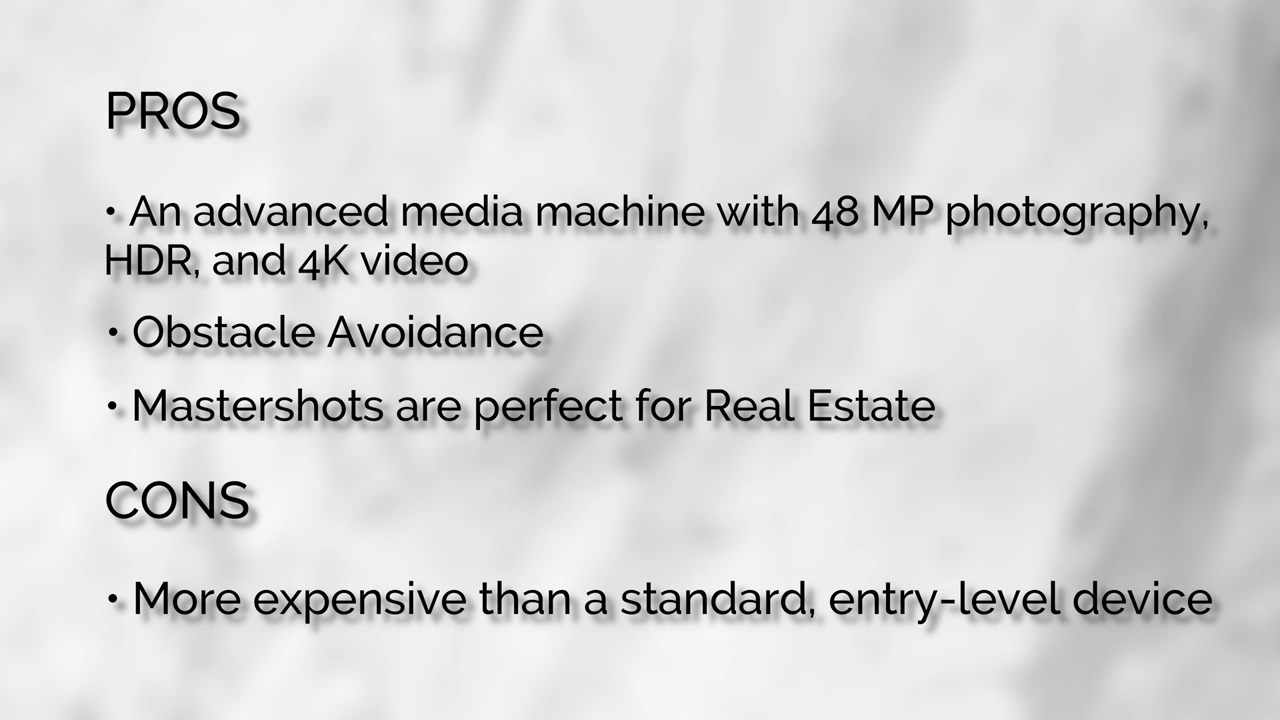 PROS
• An advanced media machine with 48 MP photography,
HDR, and 4K video
• Obstacle Avoidance
• Mastershots are perfect for Real Estate
CONS
• More expensive than a standard, entry-level device